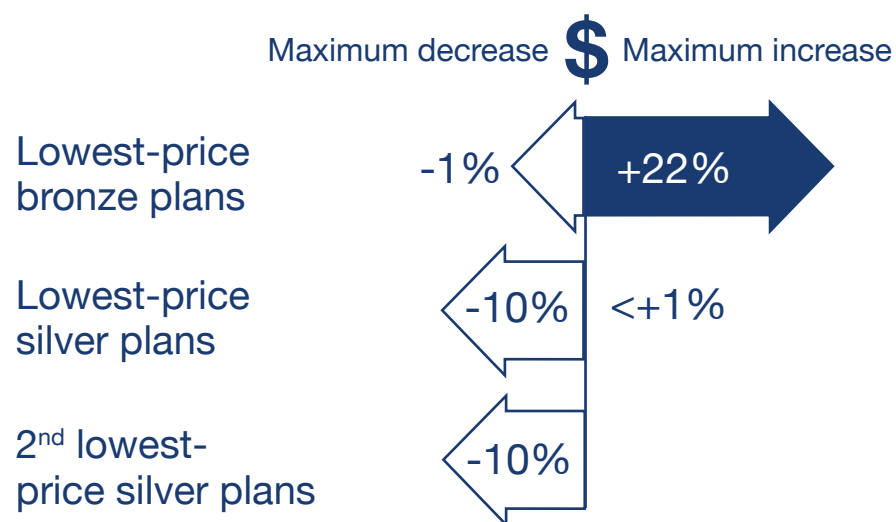 Maximum decrease $ Maximum increase
Lowest-price
bronze plans
-1%
+22%
Lowest-price
silver plans
-10%
<+1%
2nd lowest-
price silver plans
-10%